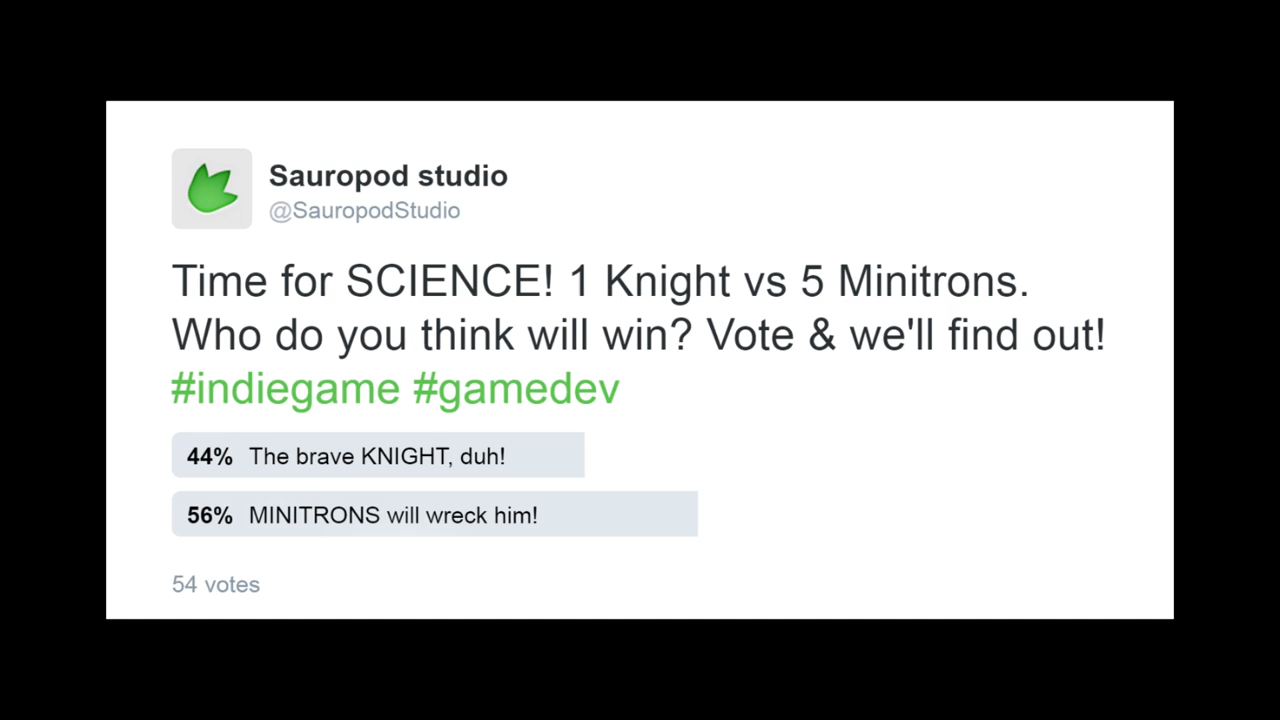 Sauropod studio
@SauropodStudio
Time for SCIENCE! 1 Knight vs 5 Minitrons.
Who do you think will win? Vote & we'll find out!
#indiegame #gamedev
44% The brave KNIGHT, duh!
56% MINITRONS will wreck him!
54 votes